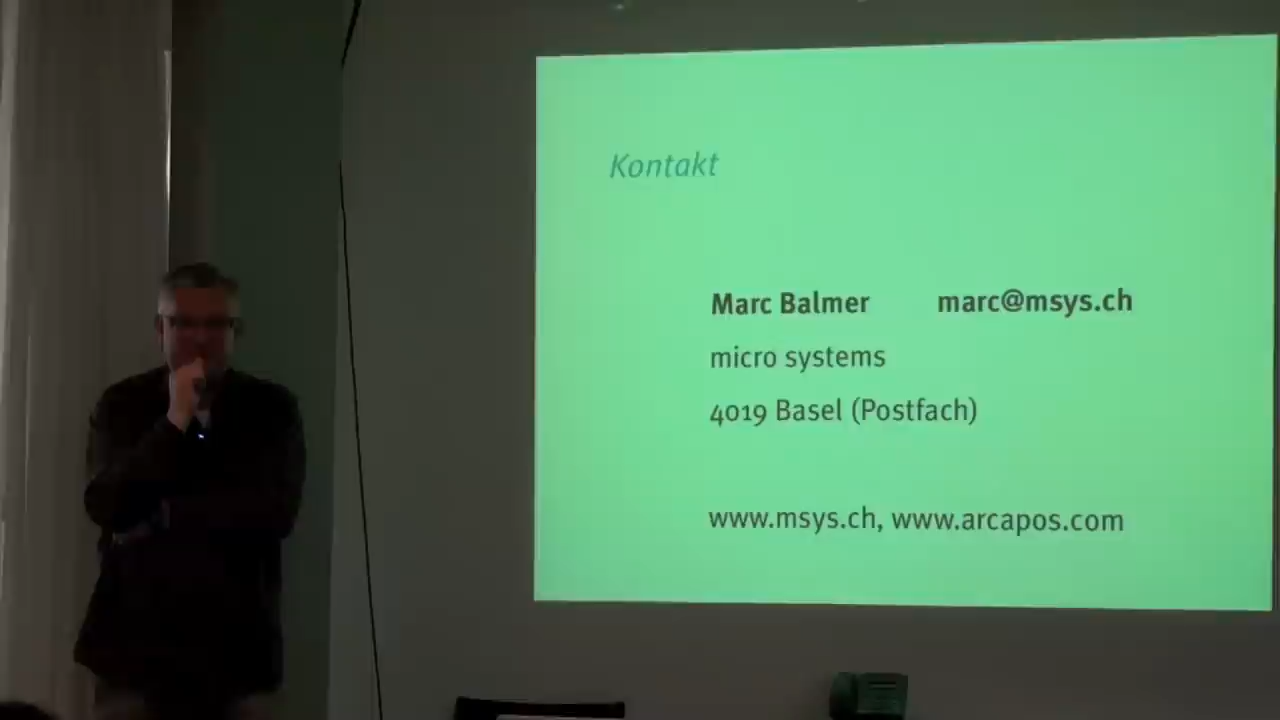 Kontakt
Marc Balmer marc@msys.ch
micro systems
4019 Basel (Postfach)
www.msys.ch, www.arcapos.com